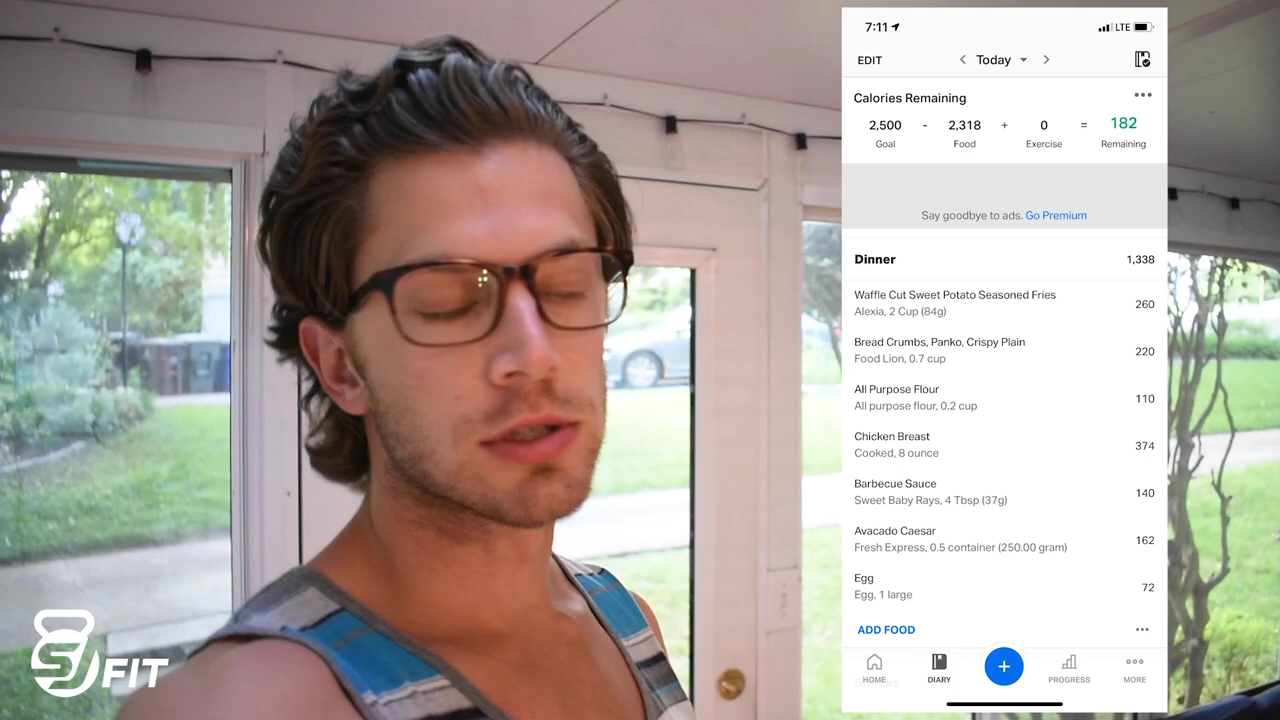 7:11
LTE
EDIT
Today
Calories Remaining
2,500 - 2,318 + 0 = 182
Goal Food Exercise Remaining
Say goodbye to ads. Go Premium
Dinner 1,338
Waffle Cut Sweet Potato Seasoned Fries
Alexia, 2 Cup (84g) 260
Bread Crumbs, Panko, Crispy Plain
Food Lion, 0.7 cup 220
All Purpose Flour
All purpose flour, 0.2 cup 110
Chicken Breast
Cooked, 8 ounce 374
Barbecue Sauce
Sweet Baby Rays, 4 Tbsp (37g) 140
Avacado Caesar
Fresh Express, 0.5 container (250.00 gram) 162
Egg
Egg, 1 large 72
ADD FOOD
HOME DIARY + PROGRESS MORE
FIT